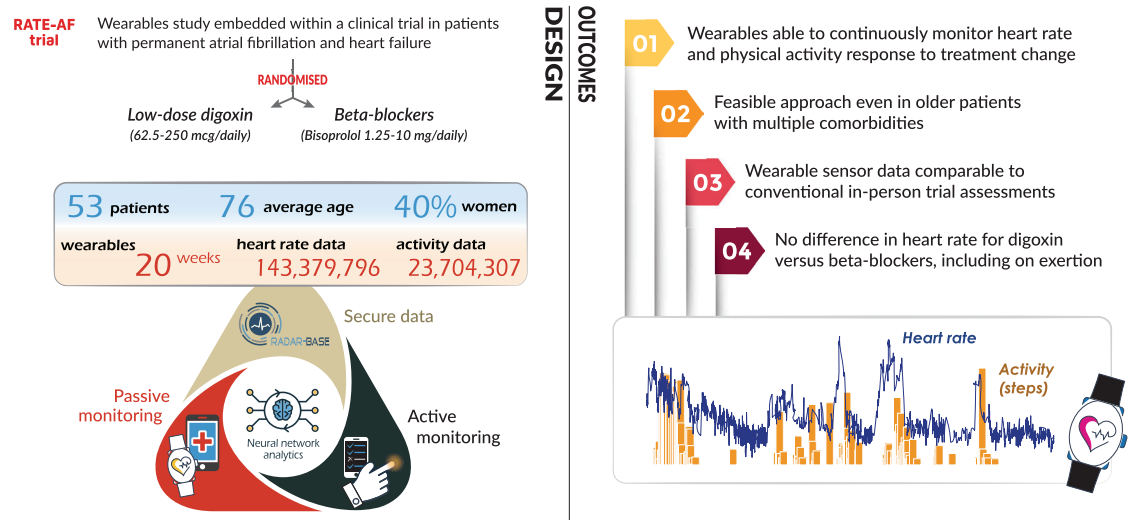 RATE-AF
trial
Wearables study embedded within a clinical trial in patients
with permanent atrial fibrillation and heart failure
RANDOMISED
Low-dose digoxin
(62.5-250 mcg/daily)
Beta-blockers
(Bisoprolol 1.25-10 mg/daily)
53 patients
76 average age
40% women
wearables
20 weeks
heart rate data
143,379,796
activity data
23,704,307
RADAR-BASE
Secure data
Passive
monitoring
Neural network
analytics
Active
monitoring
DESIGN
OUTCOMES
01
Wearables able to continuously monitor heart rate
and physical activity response to treatment change
02
Feasible approach even in older patients
with multiple comorbidities
03
Wearable sensor data comparable to
conventional in-person trial assessments
04
No difference in heart rate for digoxin
versus beta-blockers, including on exertion
Heart rate
Activity
(steps)